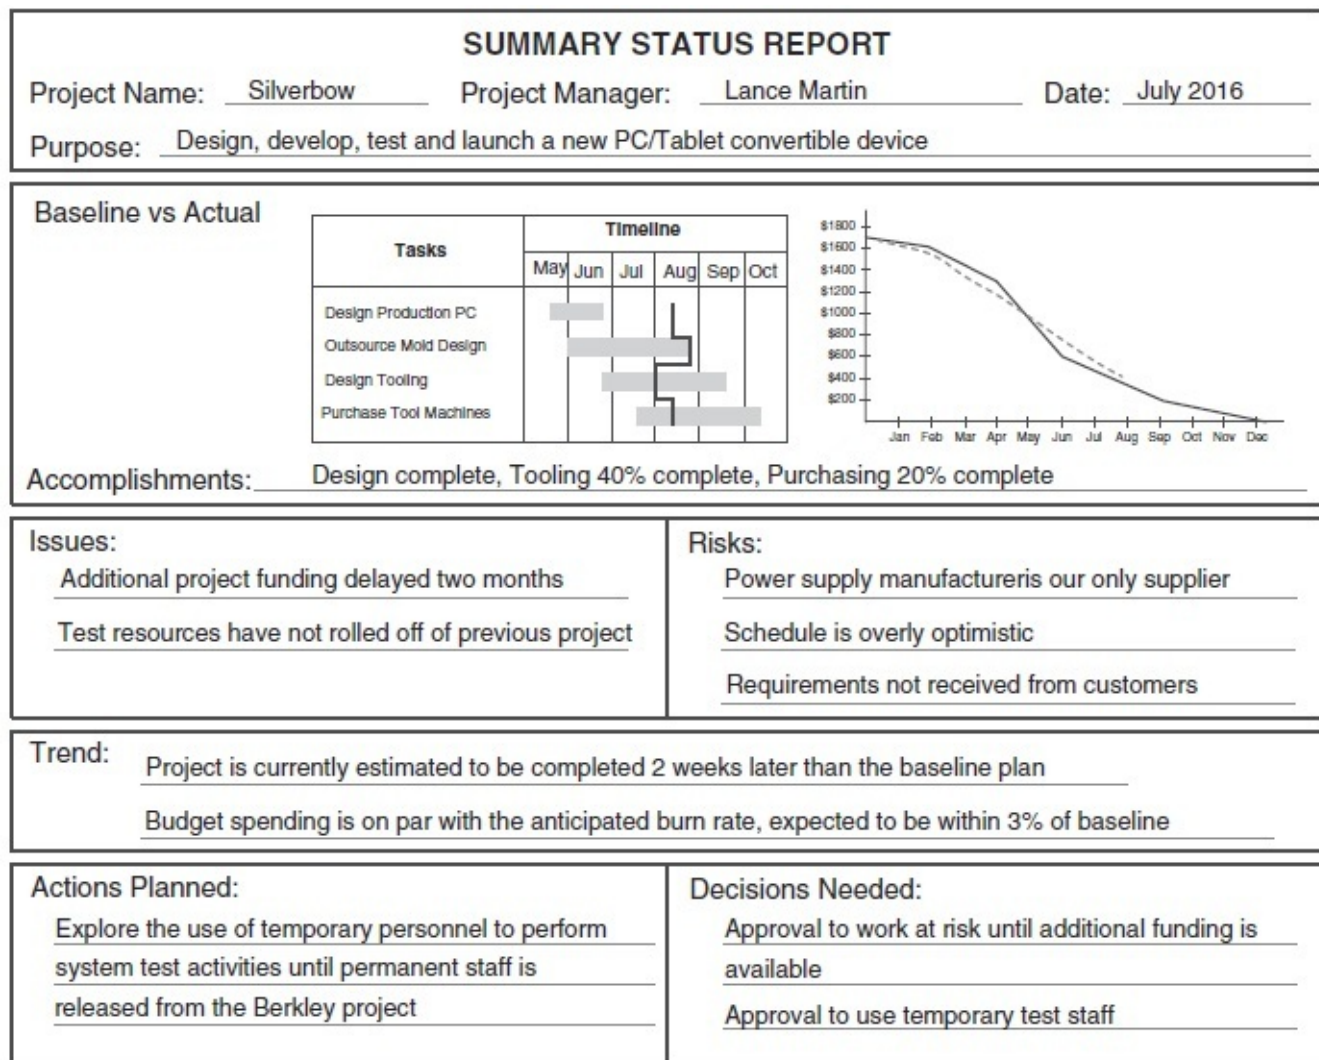 SUMMARY STATUS REPORT
Project Name: Silverbow Project Manager: Lance Martin Date: July 2016
Purpose: Design, develop, test and launch a new PC/Tablet convertible device
Baseline vs Actual
Tasks
Timeline
May Jun Jul Aug Sep Oct
Design Production PC
Outsource Mold Design
Design Tooling
Purchase Tool Machines
$1800
$1600
$1400
$1200
$1000
$800
$600
$400
$200
Jan Feb Mar Apr May Jun Jul Aug Sep Oct Nov Dec
Accomplishments: Design complete, Tooling 40% complete, Purchasing 20% complete
Issues:
Additional project funding delayed two months
Test resources have not rolled off of previous project
Risks:
Power supply manufactureris our only supplier
Schedule is overly optimistic
Requirements not received from customers
Trend:
Project is currently estimated to be completed 2 weeks later than the baseline plan
Budget spending is on par with the anticipated burn rate, expected to be within 3% of baseline
Actions Planned:
Explore the use of temporary personnel to perform
system test activities until permanent staff is
released from the Berkley project
Decisions Needed:
Approval to work at risk until additional funding is
available
Approval to use temporary test staff